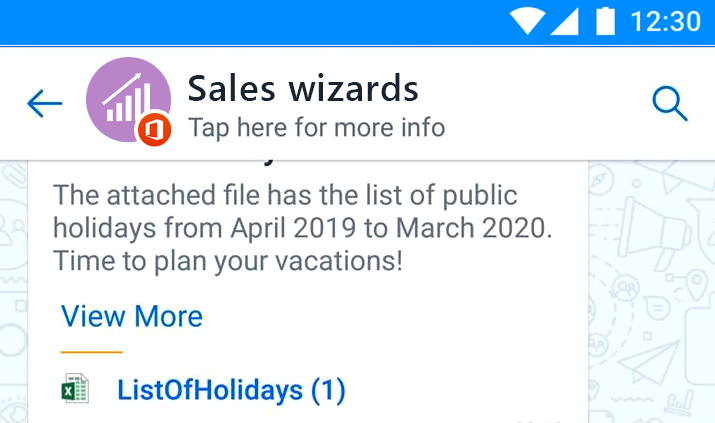 12:30
Sales wizards
Tap here for more info
The attached file has the list of public
holidays from April 2019 to March 2020.
Time to plan your vacations!
View More
ListOfHolidays (1)